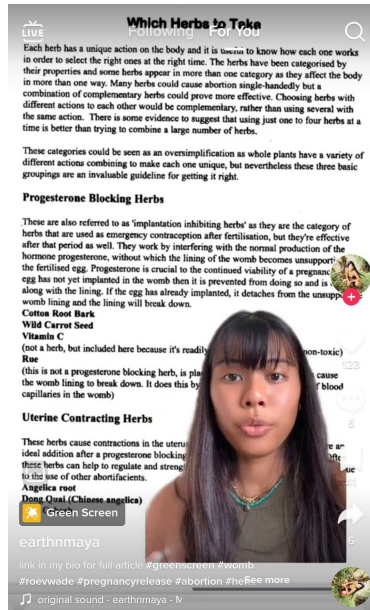 Which Herbs to Take
LIVE
Following For You
Each herb has a unique action on the body and it is useful to know how each one works
in order to select the right ones at the right time. The herbs have been categorised by
their properties and some herbs appear in more than one category as they affect the body
in more than one way. Many herbs could cause abortion single-handedly but a
combination of complementary herbs could prove more effective. Choosing herbs with
different actions to each other would be complementary, rather than using several with
the same action. There is some evidence to suggest that using just one to four herbs at a
time is better than trying to combine a large number of herbs.
These categories could be seen as an oversimplification as whole plants have a variety of
different actions combining to make each one unique, but nevertheless these three basic
groupings are an invaluable guideline for getting it right.
Progesterone Blocking Herbs
These are also referred to as 'implantation inhibiting herbs' as they are the category of
herbs that are used as emergency contraception after fertilisation, but they're effective
after that period as well. They work by interfering with the normal production of the
hormone progesterone, without which the lining of the womb becomes
the fertilised egg. Progesterone is crucial to the continued viability of a
egg has not yet implanted in the womb then it is prevented from doing so and is
along with the lining. If the egg has already implanted, it detaches from the
womb lining and the lining will break down.
Cotton Root Bark
Wild Carrot Seed
Vitamin C
(not a herb, but included here because it's non-toxic)
Rue
(this is not a progesterone blocking herb, is cause
the womb lining to break down. It does this by blood
capillaries in the womb)
123
6
Uterine Contracting Herbs
These herbs cause contractions in the
ideal addition after a progesterone blocking
these herbs can help to regulate and
to the use of other abortifacients.
Angelica root
Dong Quai (Chinese angelica)
Green Screen
6
earthnmaya
link in my bio for full article #greenscreen #womb
#roevwade #pregnancyrelease #abortion See more
original sound - earthnmaya - M